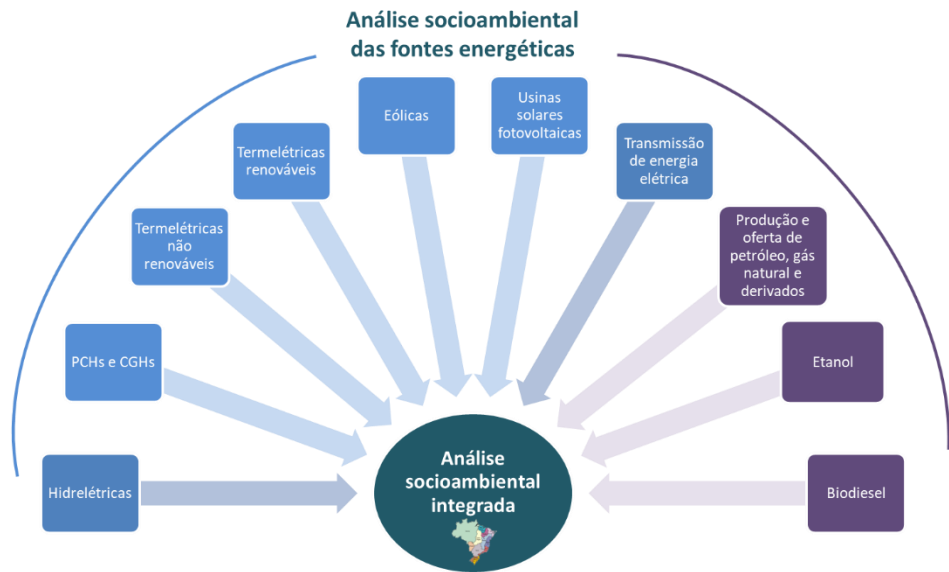 Análise socioambiental
das fontes energéticas
Eólicas
Usinas
solares
fotovoltaicas
Termelétricas
renováveis
Transmissão
de energia
elétrica
Termelétricas
não
renováveis
Produção e
oferta de
petróleo, gás
natural e
derivados
PCHs e CGHs
Etanol
Hidrelétricas
Análise
socioambiental
integrada
Biodiesel